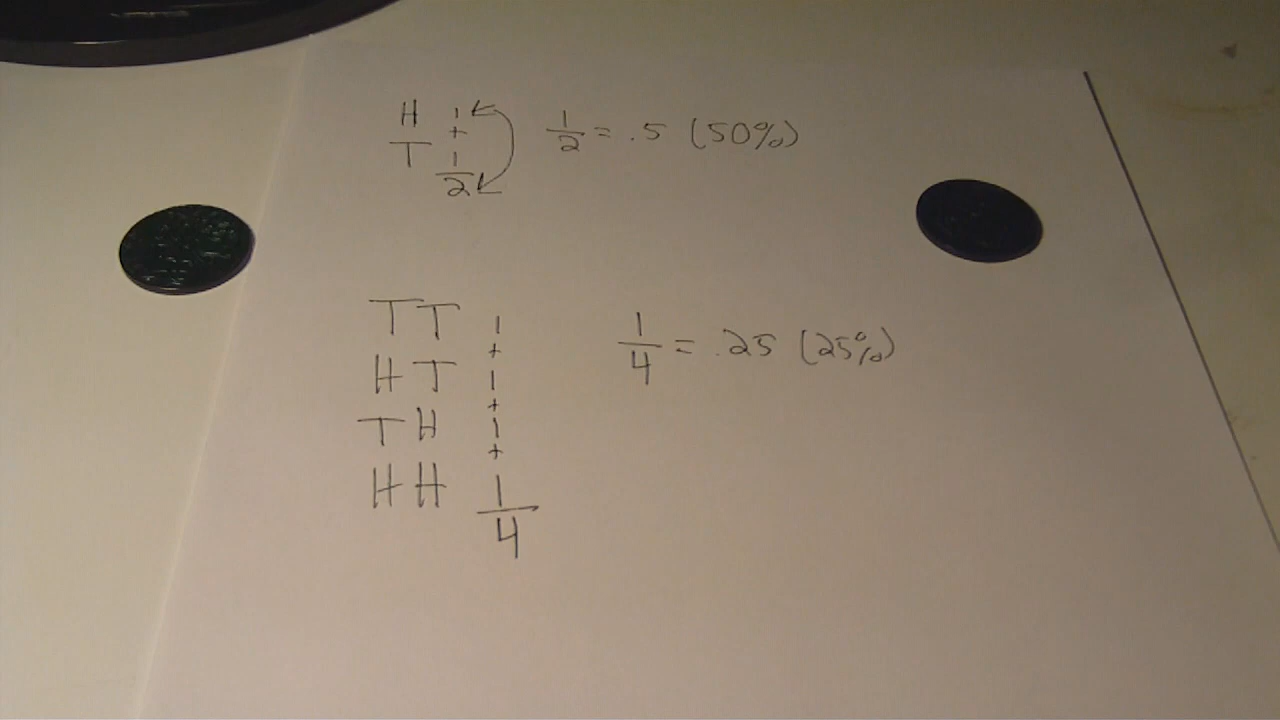 H 1
+
T 1
2
1/2 = .5 (50%)
TT 1
+
HT 1
+
TH 1
+
HH 1
4
1/4 = .25 (25%)